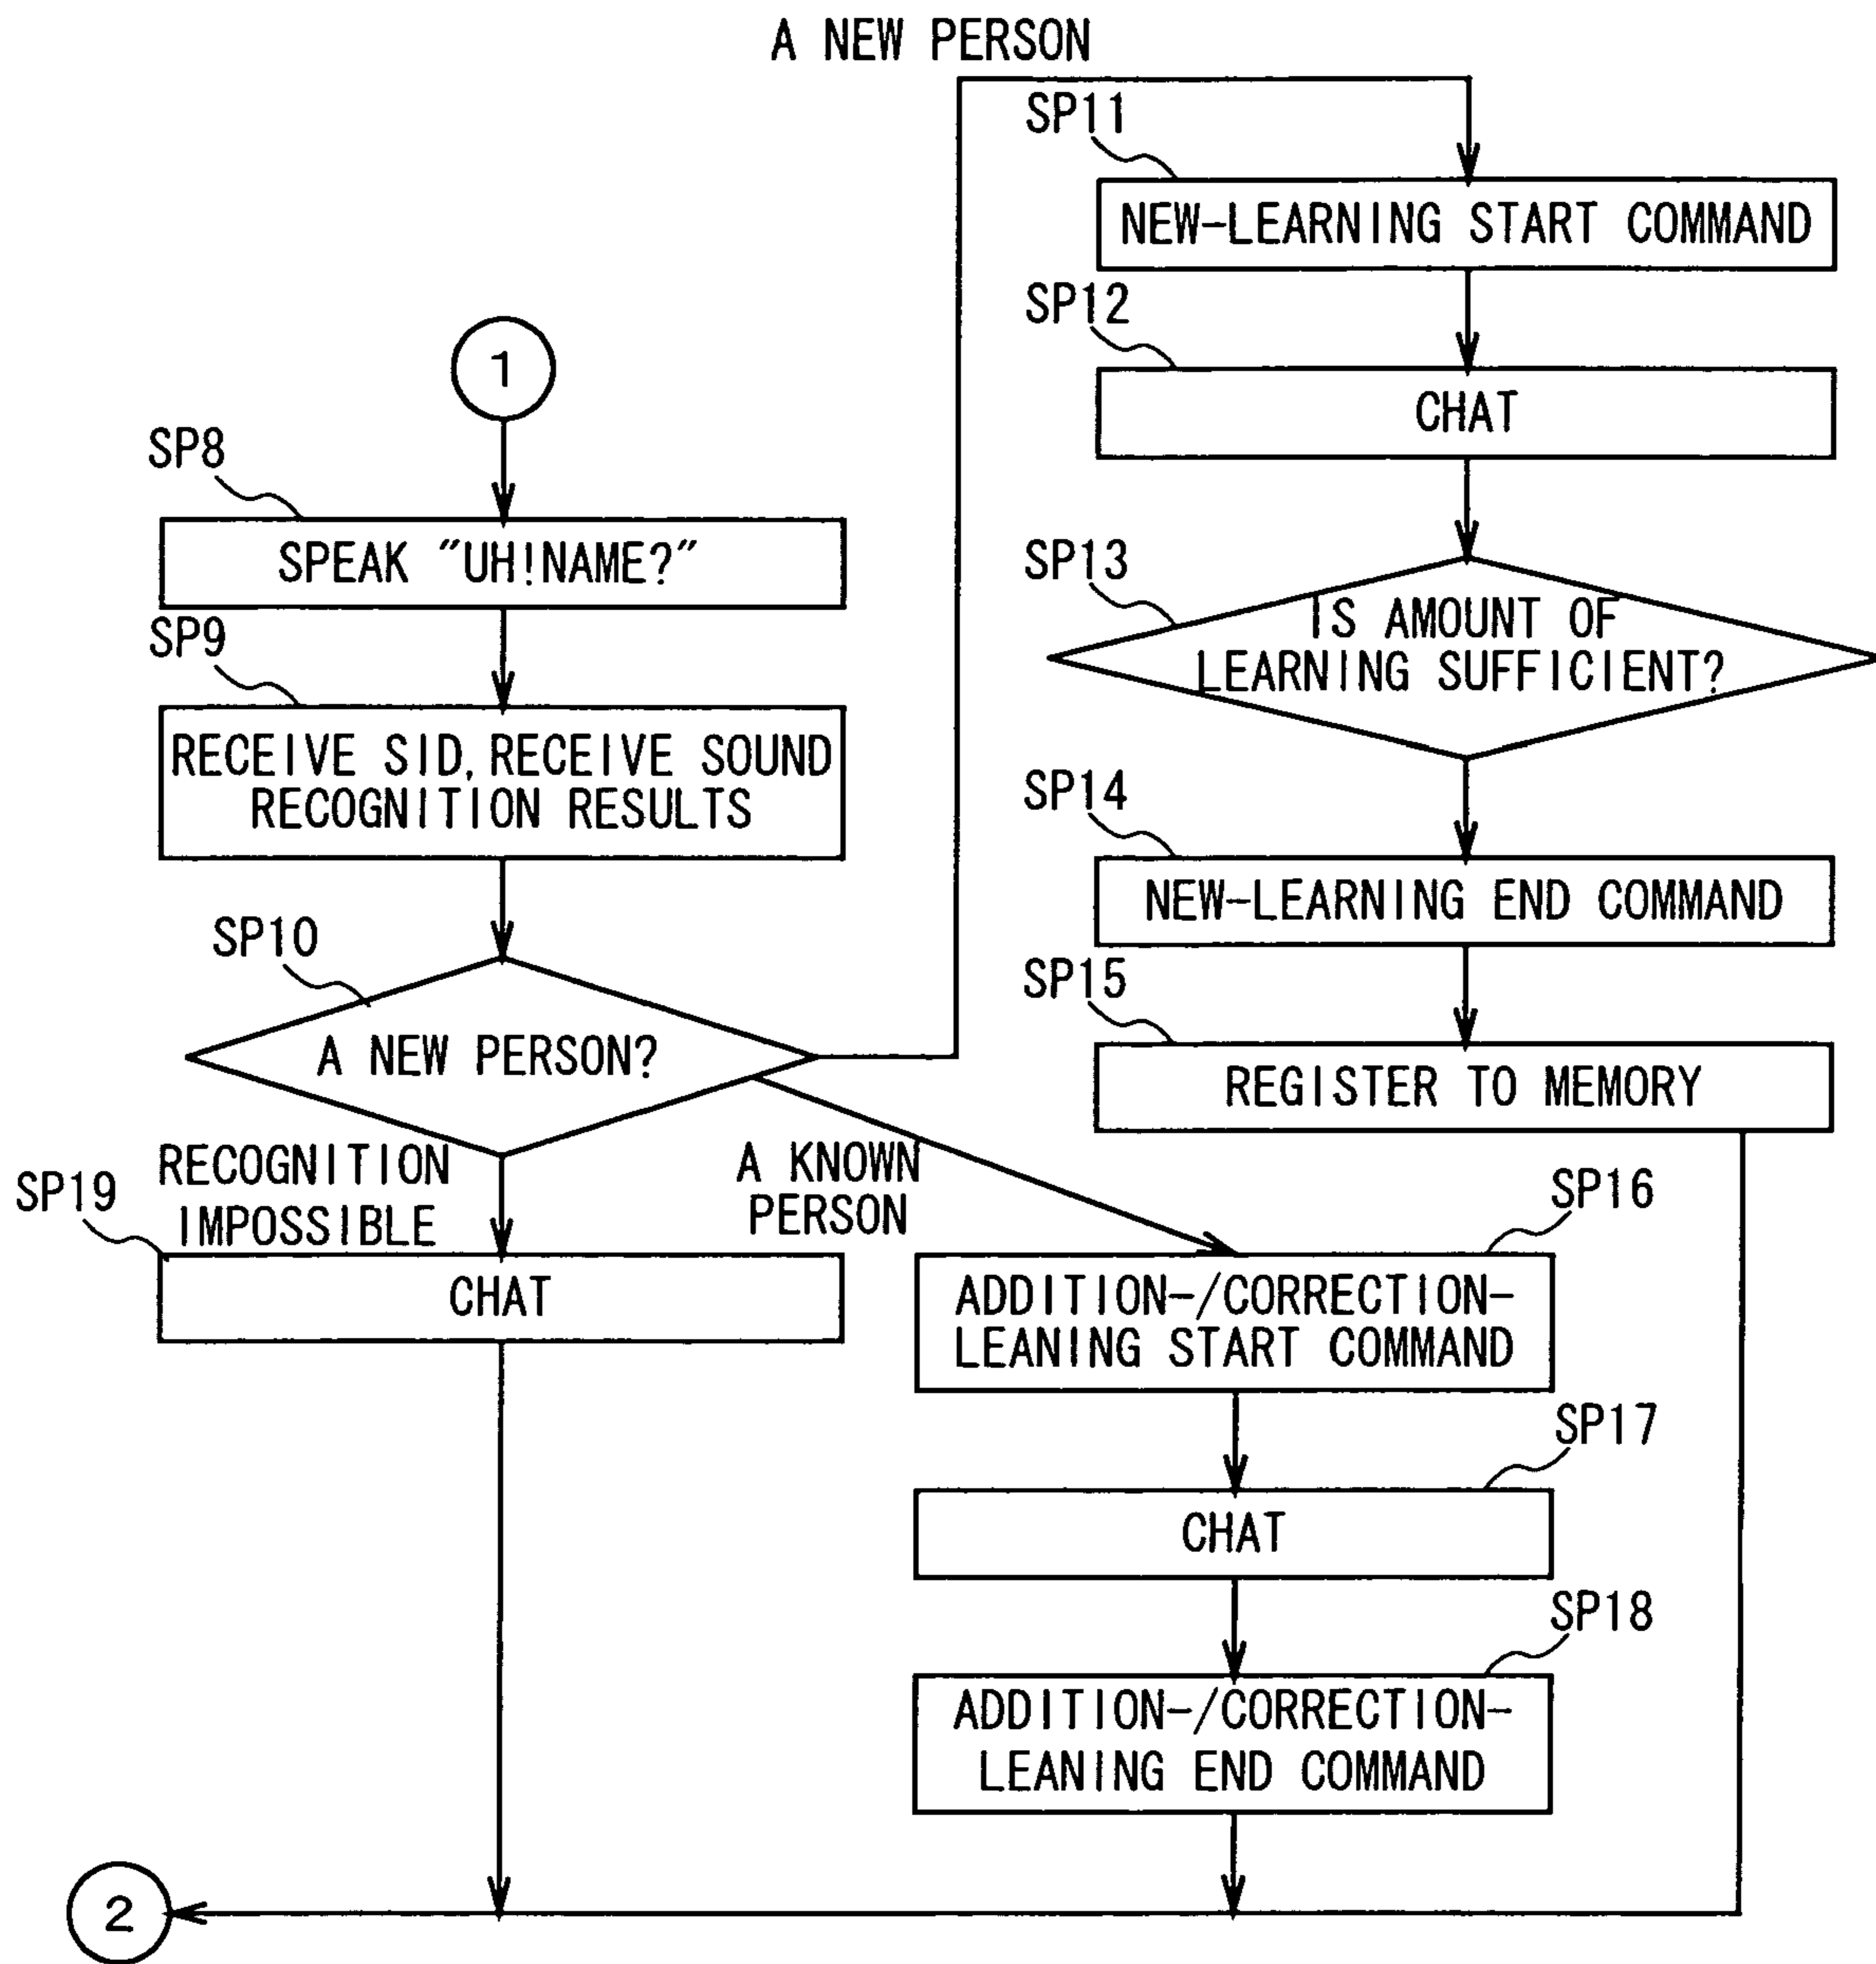 A NEW PERSON
1
SP8
SPEAK "UH!NAME?"
SP9
RECEIVE SID, RECEIVE SOUND
RECOGNITION RESULTS
SP10
A NEW PERSON?
RECOGNITION
IMPOSSIBLE
A KNOWN
PERSON
SP19
CHAT
SP11
NEW-LEARNING START COMMAND
SP12
CHAT
SP13
IS AMOUNT OF
LEARNING SUFFICIENT?
SP14
NEW-LEARNING END COMMAND
SP15
REGISTER TO MEMORY
SP16
ADDITION-/CORRECTION-
LEANING START COMMAND
SP17
CHAT
SP18
ADDITION-/CORRECTION-
LEANING END COMMAND
2